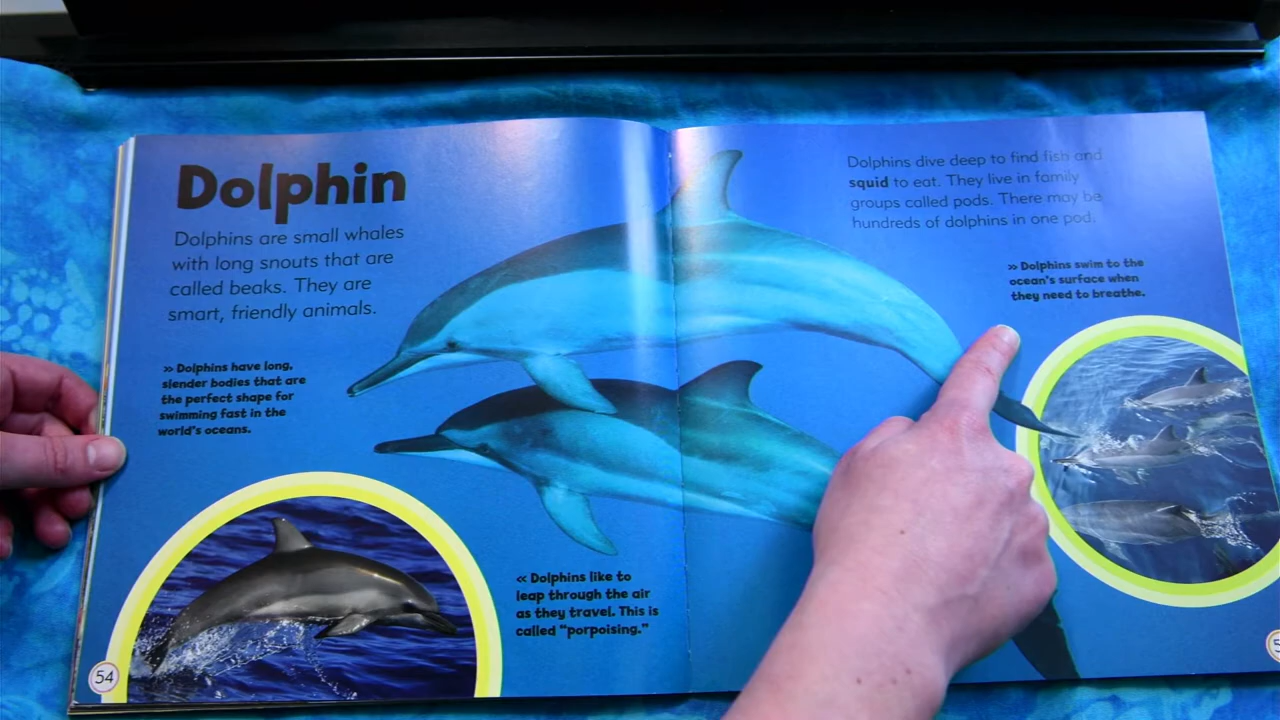 Dolphin
Dolphins are small whales
with long snouts that are
called beaks. They are
smart, friendly animals.
» Dolphins have long,
slender bodies that are
the perfect shape for
swimming fast in the
world's oceans.
« Dolphins like to
leap through the air
as they travel. This is
called "porpoising."
54
Dolphins dive deep to find fish and
squid to eat. They live in family
groups called pods. There may be
hundreds of dolphins in one pod.
» Dolphins swim to the
ocean's surface when
they need to breathe.